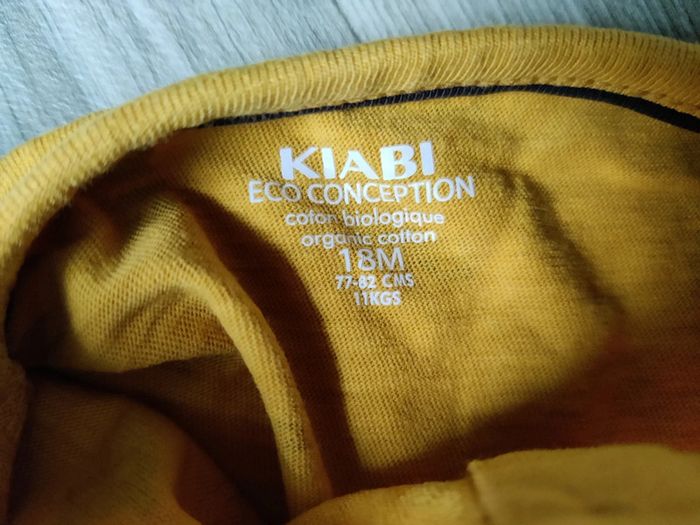 KIABI
ECO CONCEPTION
coton biologique
organic cotton
18M
77-82 CMS
11KGS